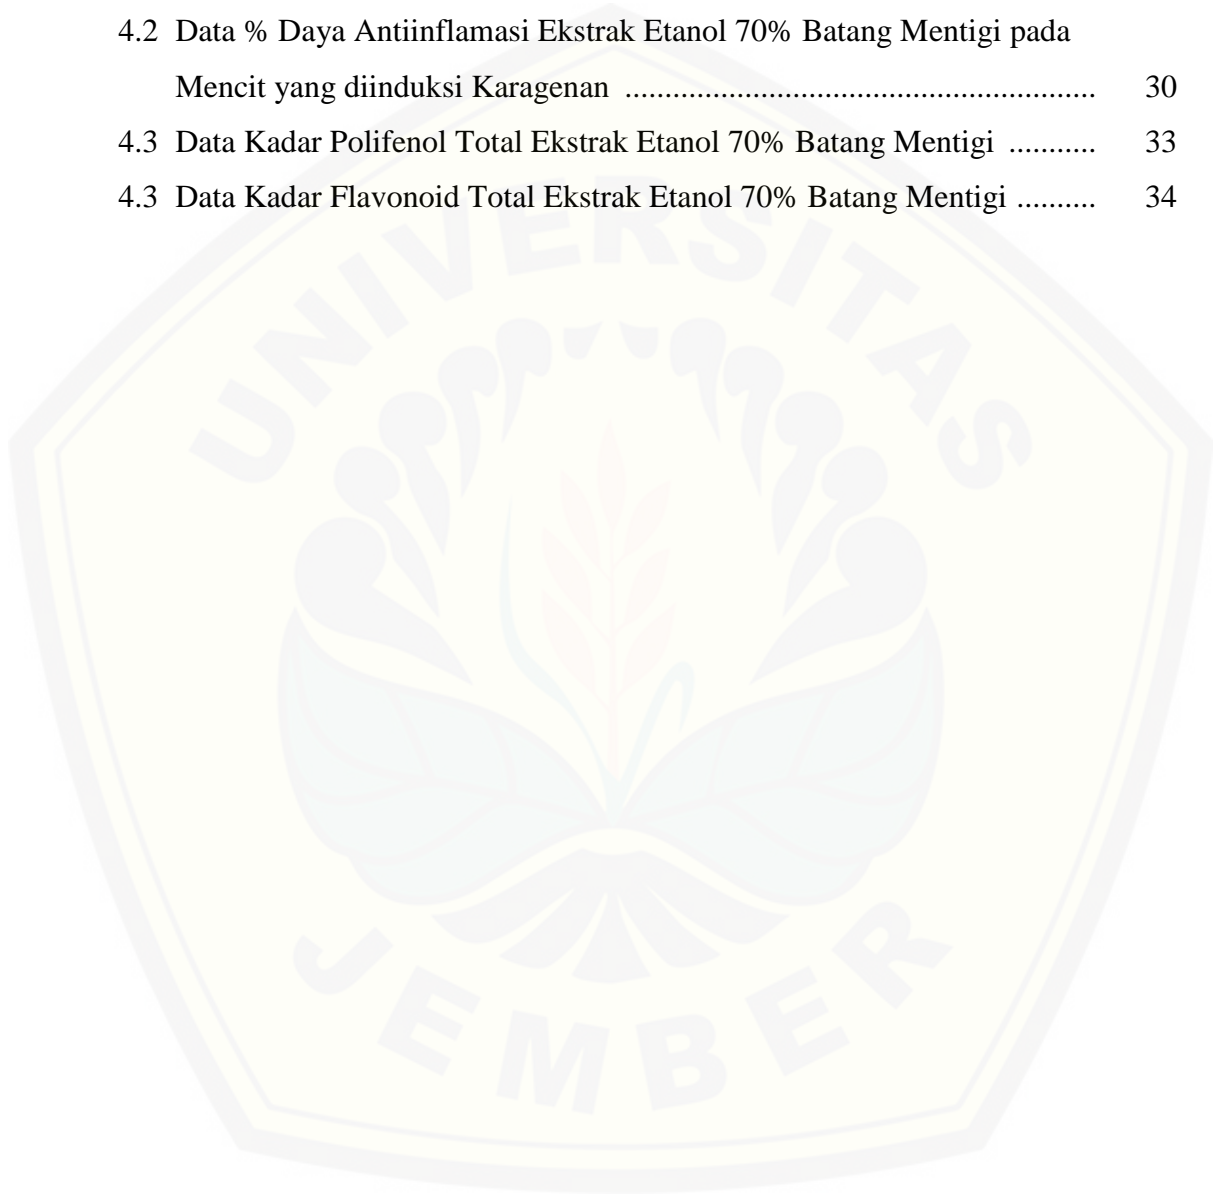 4.2 Data % Daya Antiinflamasi Ekstrak Etanol 70% Batang Mentigi pada
Mencit yang diinduksi Karagenan ........................................................... 30
4.3 Data Kadar Polifenol Total Ekstrak Etanol 70% Batang Mentigi ........... 33
4.3 Data Kadar Flavonoid Total Ekstrak Etanol 70% Batang Mentigi .......... 34
UNIVERSITAS
JEMBER